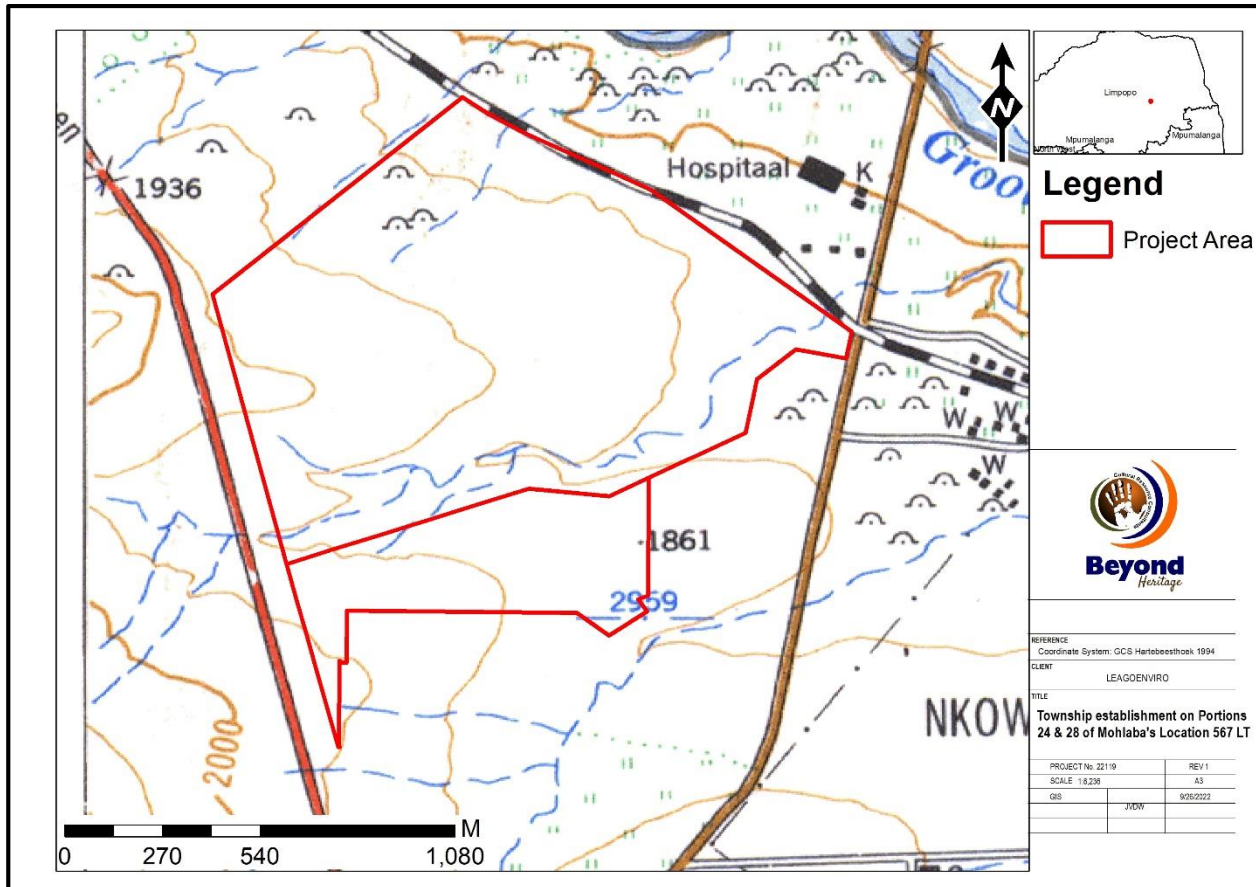 en
1936
Hospitaal
K
Groo
W
W
W
1861
2959
NKOW
2000
M
0 270 540 1,080
N
Limpopo
Mpumalanga
Mpumalanga
North West
Legend
Project Area
Beyond
Heritage
REFERENCE
Coordinate System: GCS Hartebeesthoek 1994
CLIENT
LEAGOENVIRO
TITLE
Township establishment on Portions
24 & 28 of Mohlaba's Location 567 LT
PROJECT No. 22119 REV 1
SCALE 1:8,236 A3
GIS 9/26/2022
JVDW